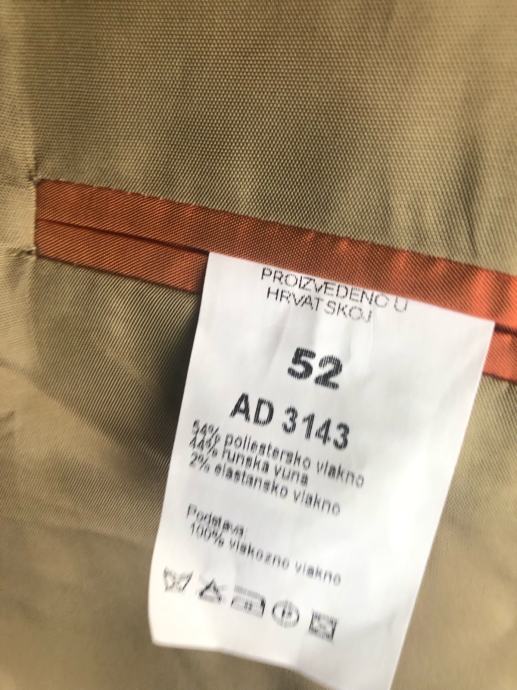 PROIZVEDENO U
HRVATSKOJ
52
AD 3143
54% poliestersko vlakno
44% runska vuna
2% elastansko vlakno
Podstava:
100% viskozno vlakno